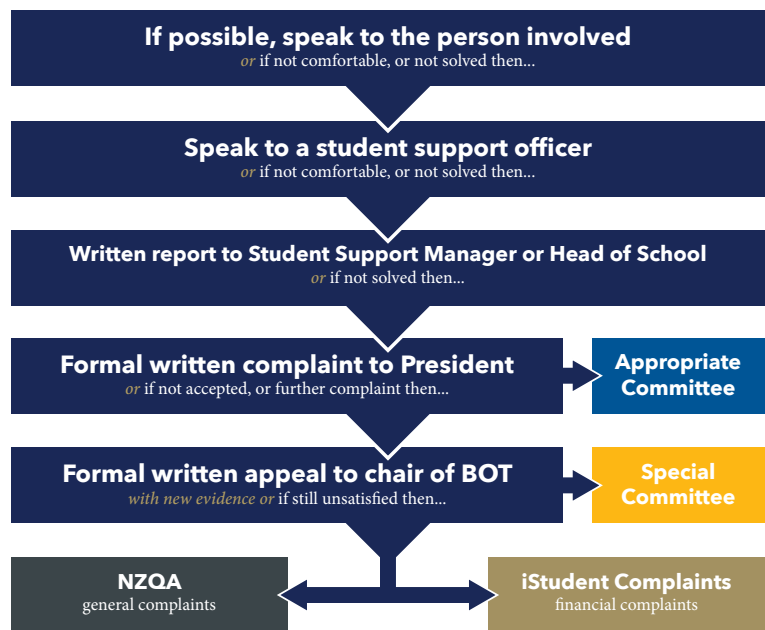 If possible, speak to the person involved
or if not comfortable, or not solved then...
Speak to a student support officer
or if not comfortable, or not solved then...
Written report to Student Support Manager or Head of School
or if not solved then...
Formal written complaint to President
or if not accepted, or further complaint then...
Appropriate
Committee
Formal written appeal to chair of BOT
with new evidence or if still unsatisfied then...
Special
Committee
NZQA
general complaints
iStudent Complaints
financial complaints